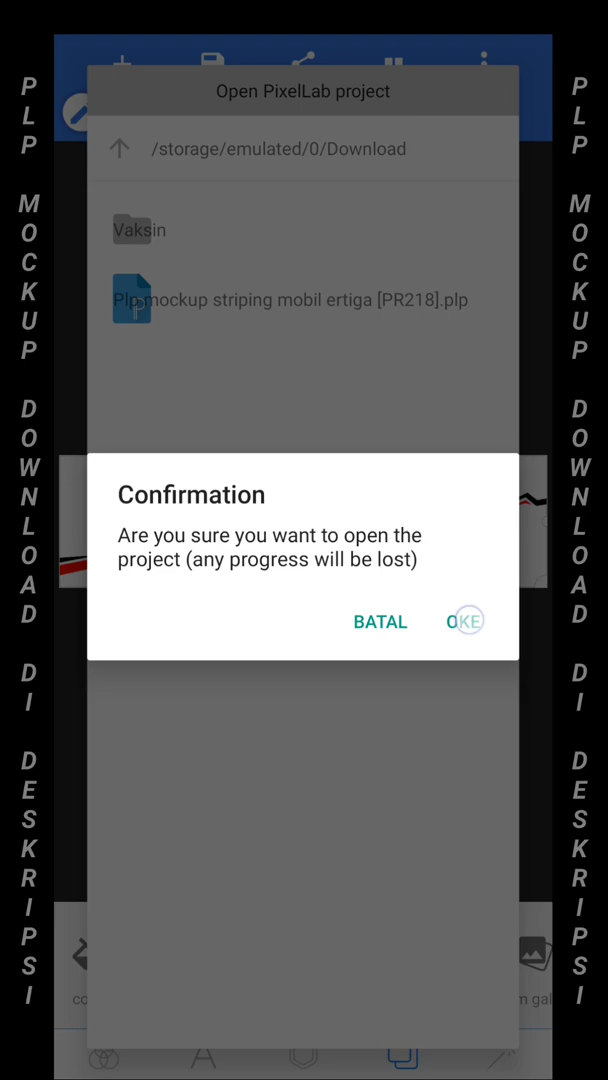 Open PixelLab project
/storage/emulated/0/Download
Vaksin
Plp mockup striping mobil ertiga [PR218].plp
Confirmation
Are you sure you want to open the
project (any progress will be lost)
BATAL OKE
PLP MOCKUP DOWNLOAD DI DESKRIPSI
PLP MOCKUP DOWNLOAD DI DESKRIPSI